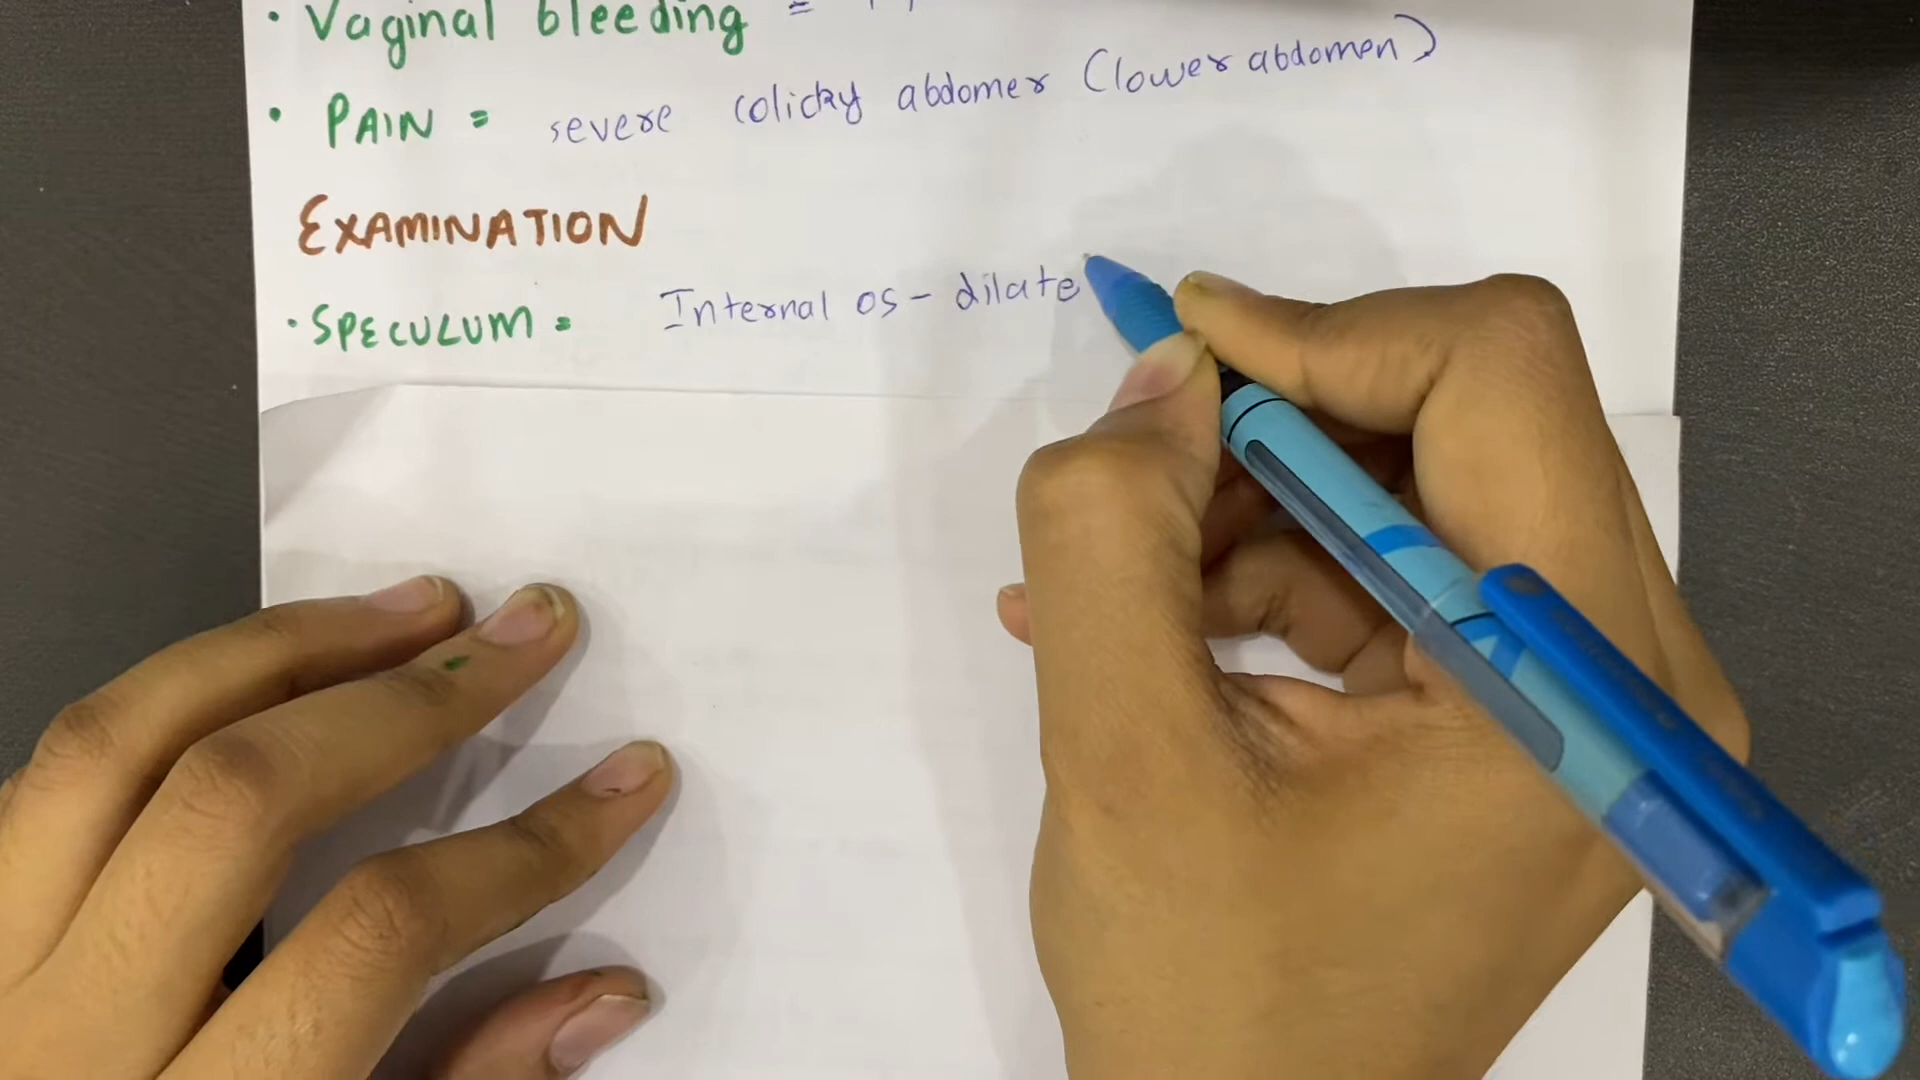 • Vaginal bleeding =
• PAIN = severe colicky abdomer (lower abdomen)
EXAMINATION
• SPECULUM = Internal os - dilate